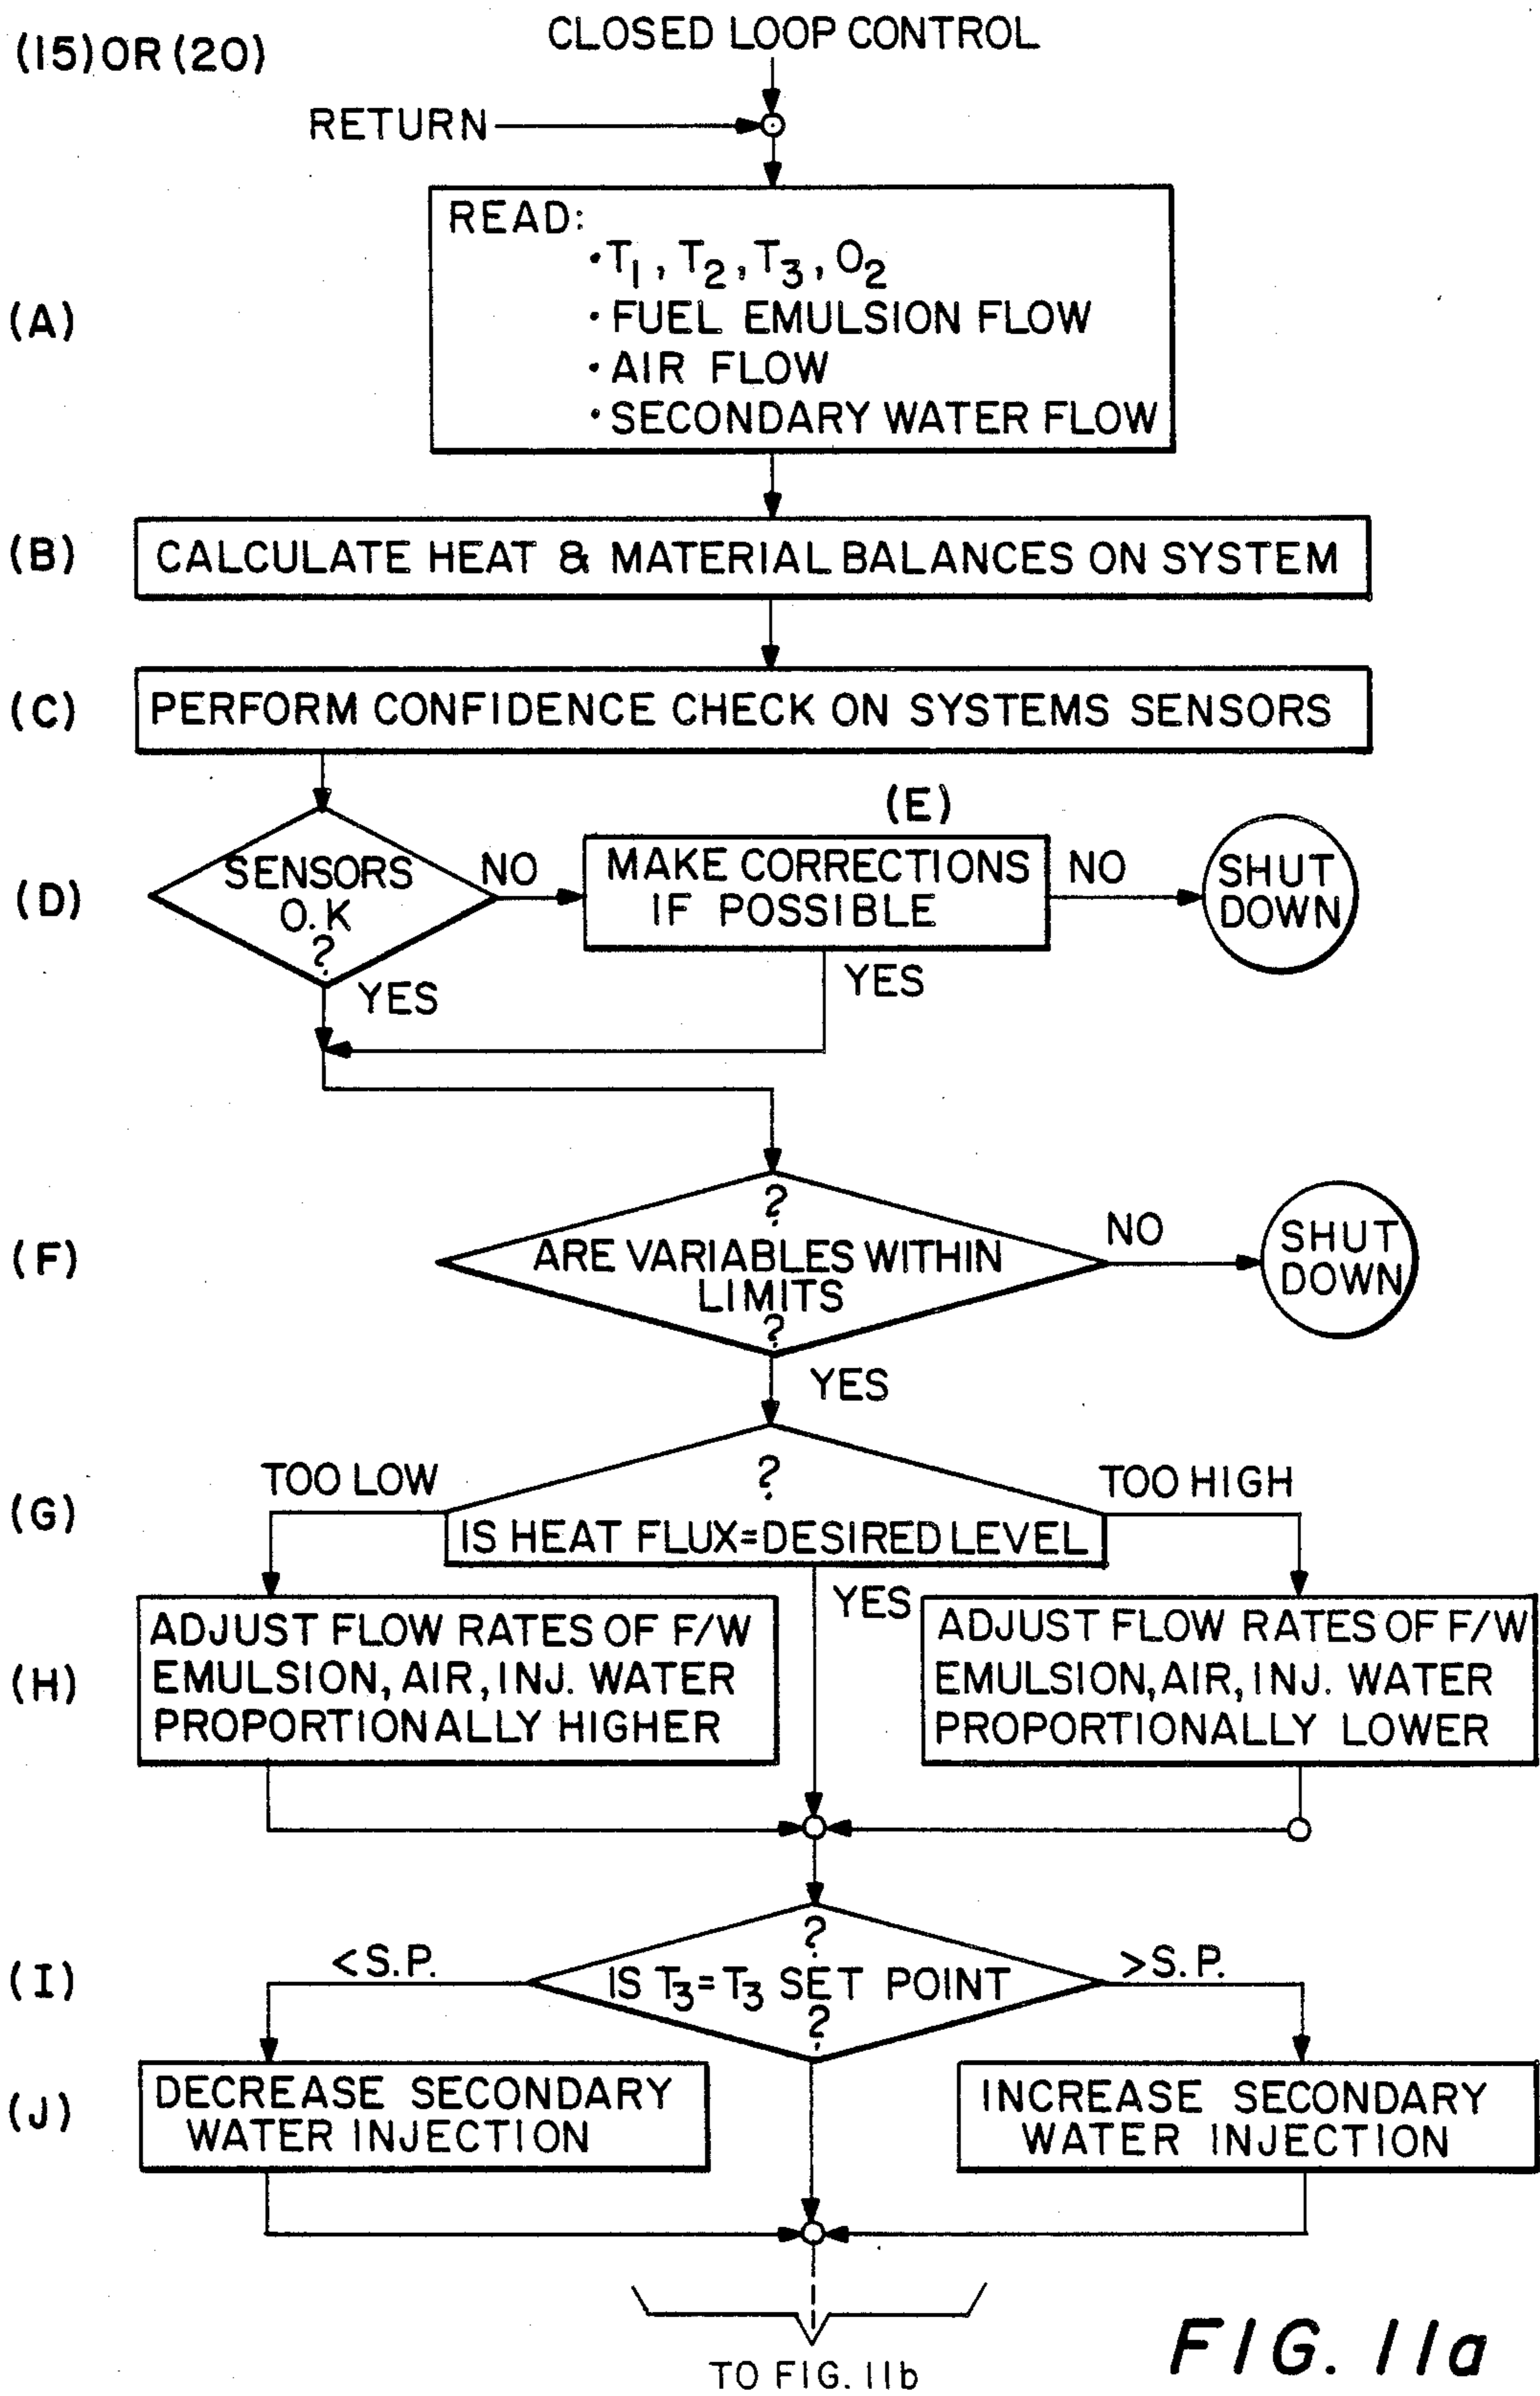 (15) OR (20)
CLOSED LOOP CONTROL
RETURN
(A)
READ:
·T1, T2, T3, O2
·FUEL EMULSION FLOW
·AIR FLOW
·SECONDARY WATER FLOW
(B)
CALCULATE HEAT & MATERIAL BALANCES ON SYSTEM
(C)
PERFORM CONFIDENCE CHECK ON SYSTEMS SENSORS
(D)
SENSORS
O.K
?
NO
YES
(E)
MAKE CORRECTIONS
IF POSSIBLE
NO
YES
SHUT
DOWN
(F)
?
ARE VARIABLES WITHIN
LIMITS
?
NO
SHUT
DOWN
YES
(G)
TOO LOW
?
IS HEAT FLUX=DESIRED LEVEL
TOO HIGH
YES
(H)
ADJUST FLOW RATES OF F/W
EMULSION, AIR, INJ. WATER
PROPORTIONALLY HIGHER
ADJUST FLOW RATES OF F/W
EMULSION, AIR, INJ. WATER
PROPORTIONALLY LOWER
(I)
<S.P.
?
IS T3=T3 SET POINT
?
>S.P.
(J)
DECREASE SECONDARY
WATER INJECTION
INCREASE SECONDARY
WATER INJECTION
TO FIG. 11b
FIG. 11a